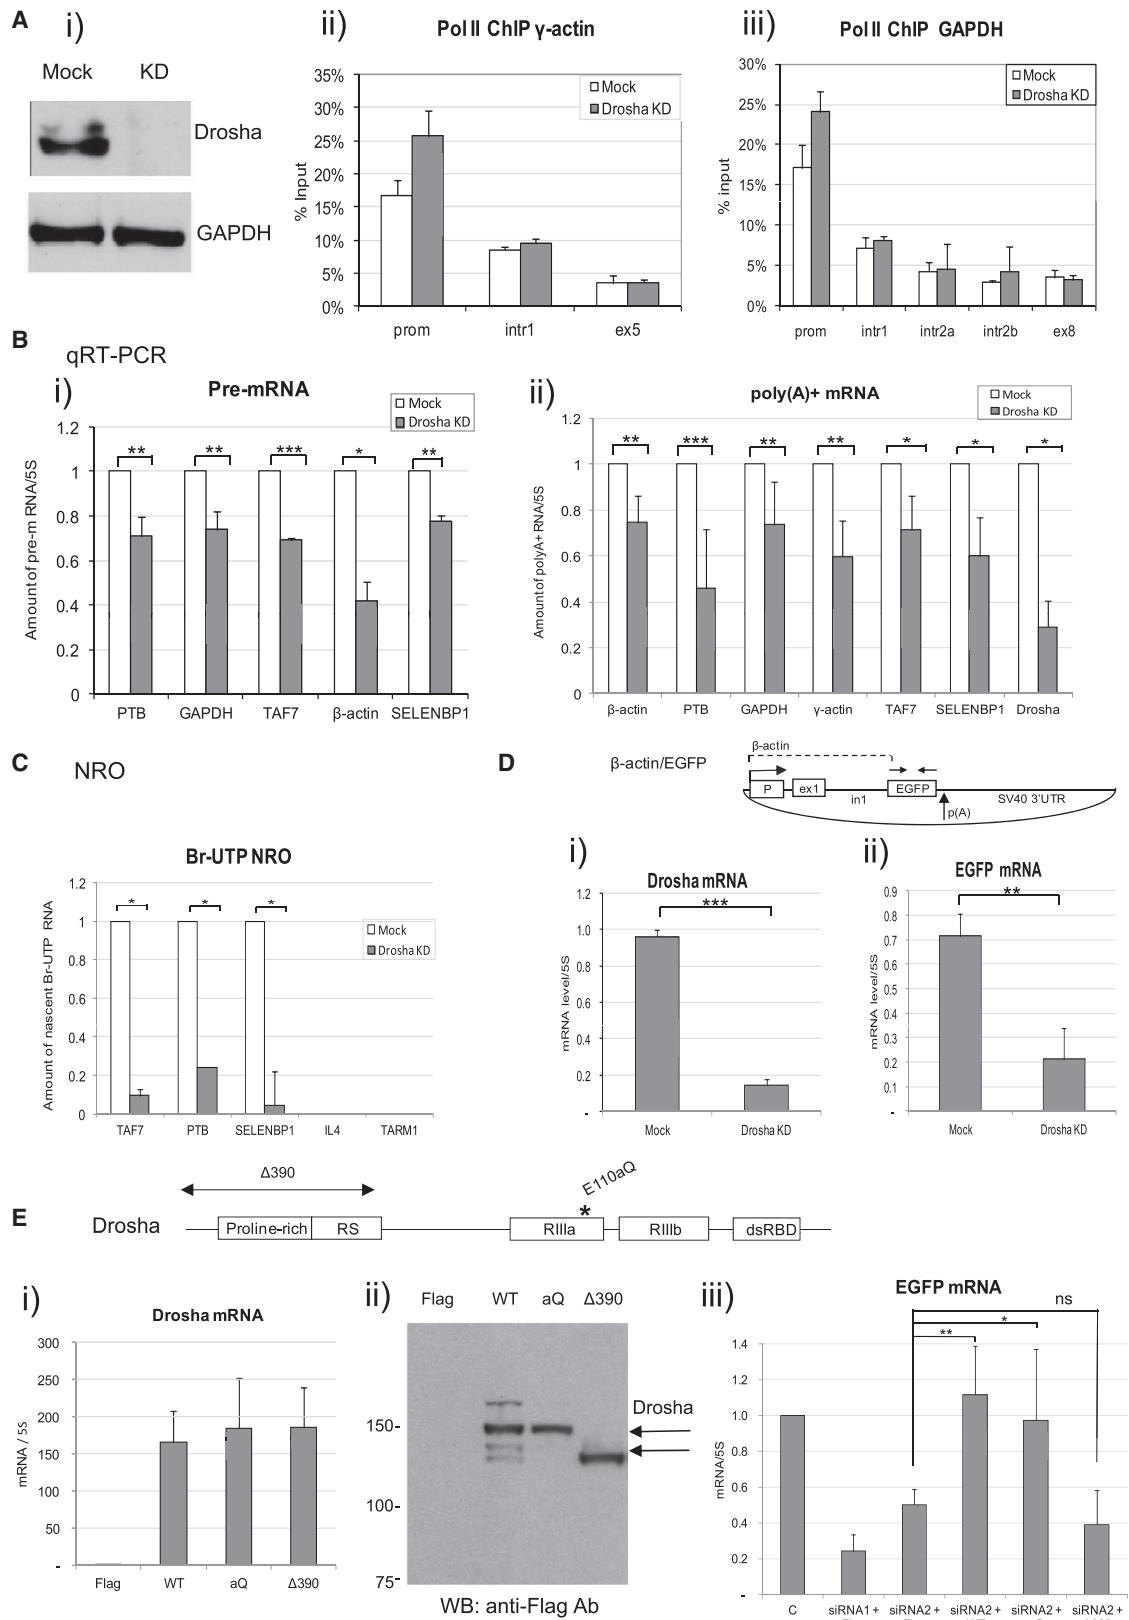 A
i)
Mock KD
Drosha
GAPDH
ii)
Pol II ChIP γ-actin
Mock
Drosha KD
% Input
35%
30%
25%
20%
15%
10%
5%
0%
prom intr1 ex5
iii)
Pol II ChIP GAPDH
Mock
Drosha KD
% input
30%
25%
20%
15%
10%
5%
0%
prom intr1 intr2a intr2b ex8
B
qRT-PCR
i)
Pre-mRNA
Mock
Drosha KD
Amount of pre-m RNA/5S
1.2
1
0.8
0.6
0.4
0.2
0
** ** *** * **
PTB GAPDH TAF7 β-actin SELENBP1
ii)
poly(A)+ mRNA
Mock
Drosha KD
Amount of polyA+ RNA/5S
1.2
1
0.8
0.6
0.4
0.2
0
** *** ** ** * * *
β-actin PTB GAPDH γ-actin TAF7 SELENBP1 Drosha
C
NRO
Br-UTP NRO
Mock
Drosha KD
Amount of nascent Br-UTP RNA
1.2
1
0.8
0.6
0.4
0.2
0
* * *
TAF7 PTB SELENBP1 IL4 TARM1
D
β-actin/EGFP
β-actin
P ex1 in1 EGFP p(A) SV40 3'UTR
i)
Drosha mRNA
mRNA level/5S
1.2
1.0
0.8
0.6
0.4
0.2
-
***
Mock Drosha KD
ii)
EGFP mRNA
mRNA level/5S
0.9
0.8
0.7
0.6
0.5
0.4
0.3
0.2
0.1
-
**
Mock Drosha KD
E
Δ390
E110aQ
*
Drosha
Proline-rich RS RIIIa RIIIb dsRBD
i)
Drosha mRNA
mRNA / 5S
300
250
200
150
100
50
-
Flag WT aQ Δ390
ii)
Flag WT aQ Δ390
150-
100-
75-
Drosha
WB: anti-Flag Ab
iii)
EGFP mRNA
ns
*
**
mRNA/5S
1.4
1.2
1.0
0.8
0.6
0.4
0.2
-
C siRNA1 + siRNA2 + siRNA2 + siRNA2 + siRNA2 +